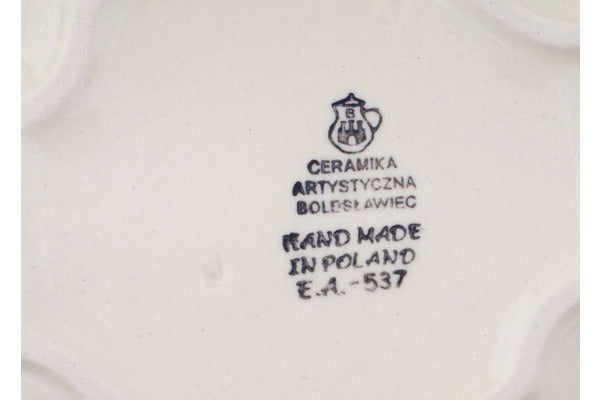 B
CERAMIKA
ARTYSTYCZNA
BOLESŁAWIEC
HAND MADE
IN POLAND
E.A.-537